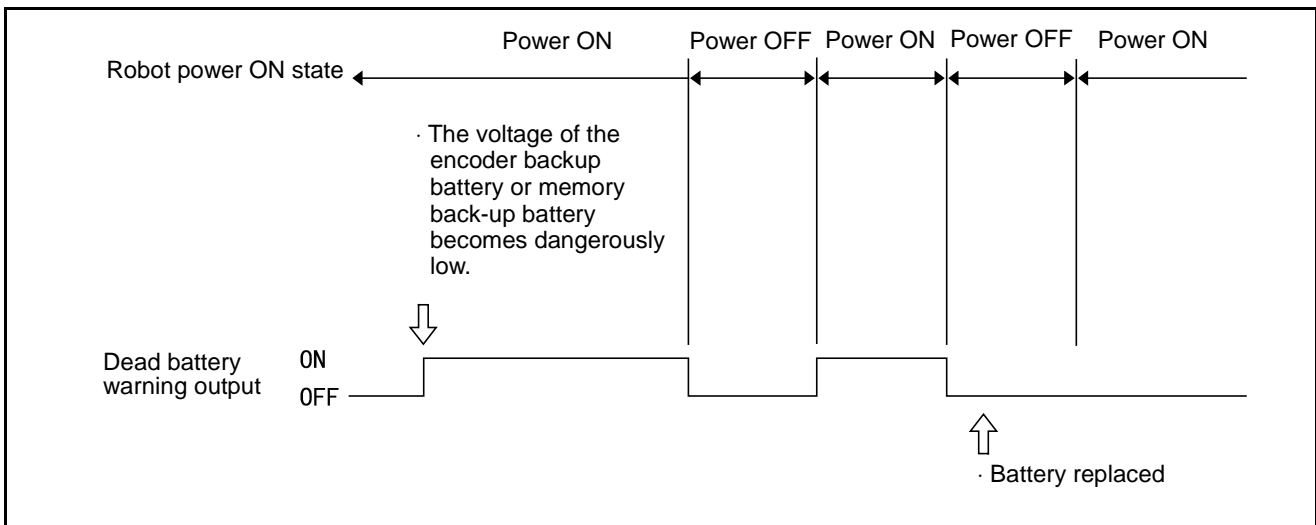 Power ON Power OFF Power ON Power OFF Power ON
Robot power ON state
· The voltage of the
encoder backup
battery or memory
back-up battery
becomes dangerously
low.
Dead battery ON
warning output OFF
· Battery replaced